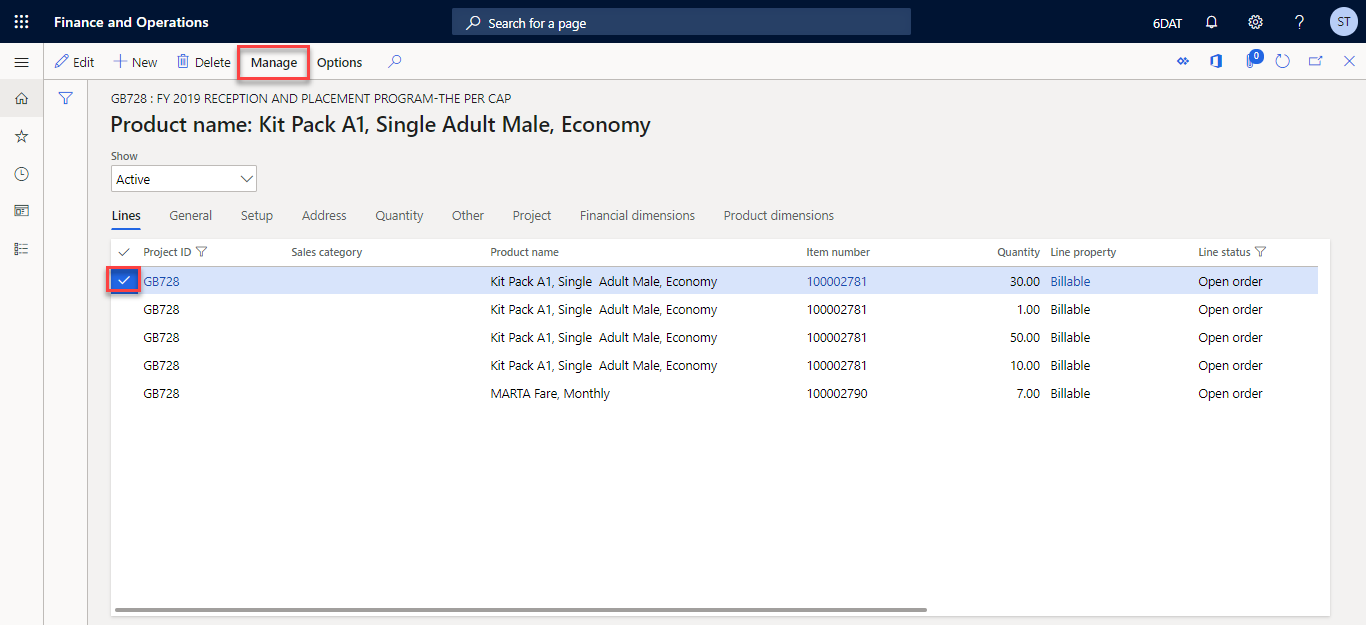 Finance and Operations Search for a page 6DAT ST
Edit New Delete Manage Options 0
GB728 : FY 2019 RECEPTION AND PLACEMENT PROGRAM-THE PER CAP
Product name: Kit Pack A1, Single Adult Male, Economy
Show
Active
Lines General Setup Address Quantity Other Project Financial dimensions Product dimensions
Project ID Sales category Product name Item number Quantity Line property Line status
GB728 Kit Pack A1, Single  Adult Male, Economy 100002781 30.00 Billable Open order
GB728 Kit Pack A1, Single  Adult Male, Economy 100002781 1.00 Billable Open order
GB728 Kit Pack A1, Single  Adult Male, Economy 100002781 50.00 Billable Open order
GB728 Kit Pack A1, Single  Adult Male, Economy 100002781 10.00 Billable Open order
GB728 MARTA Fare, Monthly 100002790 7.00 Billable Open order